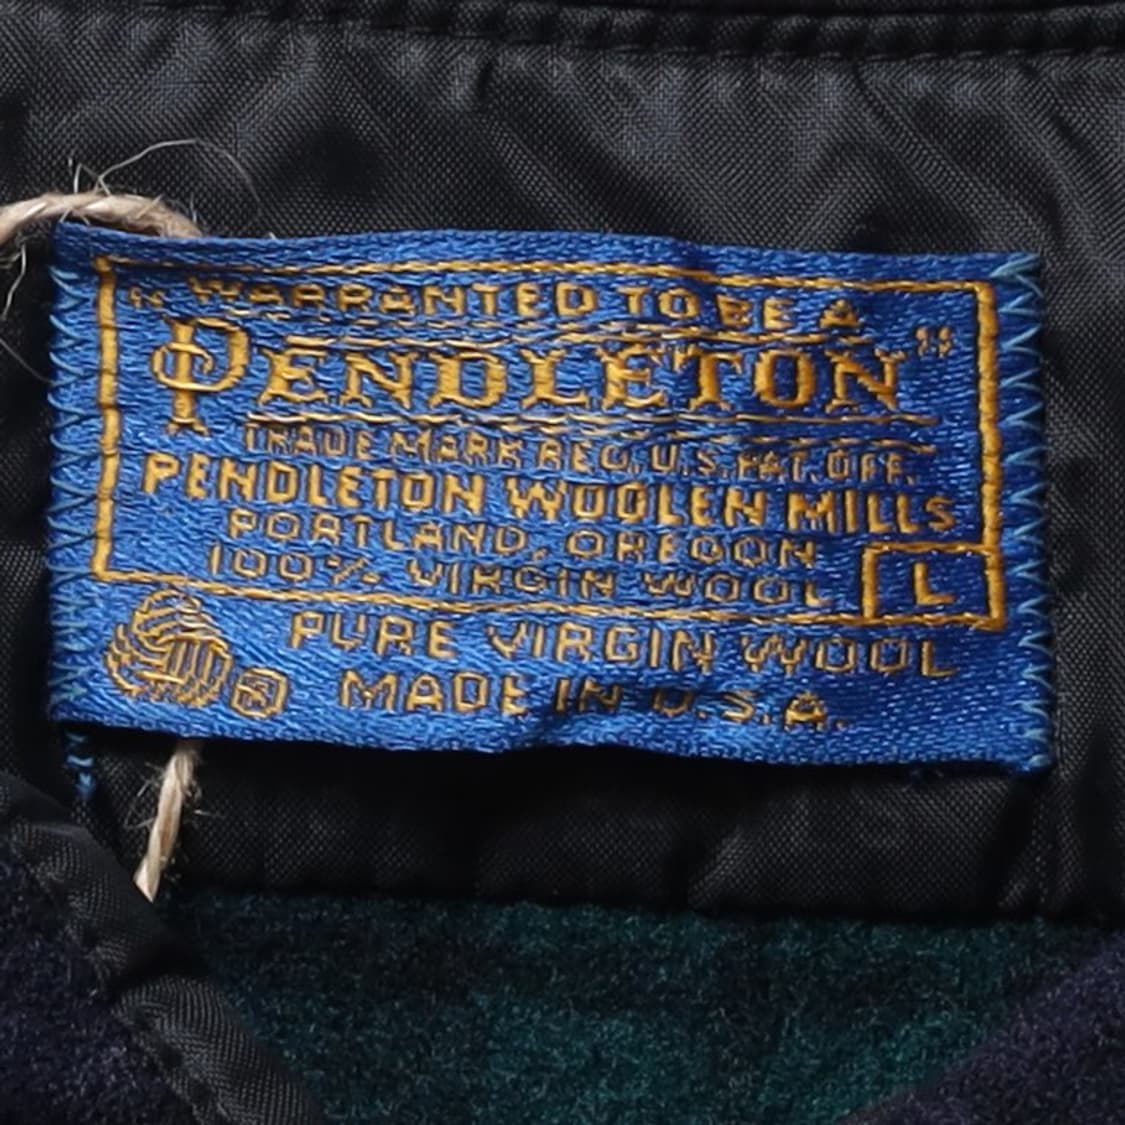 " WARRANTED TO BE A
PENDLETON "
TRADE MARK REG. U.S. PAT. OFF.
PENDLETON WOOLEN MILLS
PORTLAND, OREGON
100% VIRGIN WOOL
L
PURE VIRGIN WOOL
® MADE IN U.S.A.